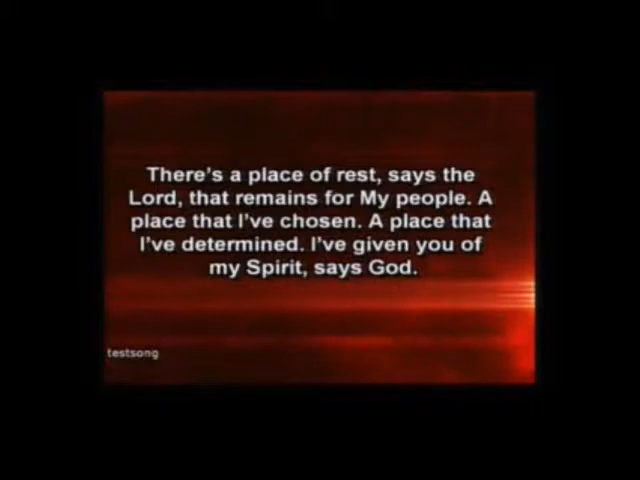 There's a place of rest, says the
Lord, that remains for My people. A
place that I've chosen. A place that
I've determined. I've given you of
my Spirit, says God.
testsong